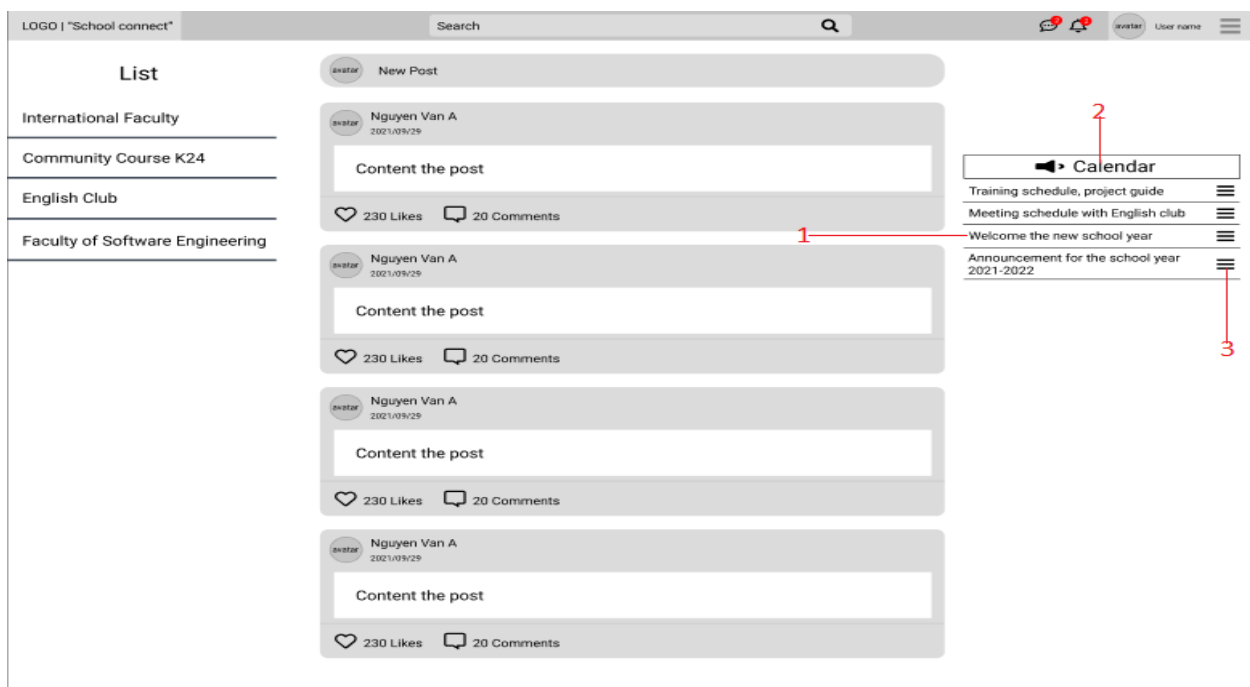 LOGO | "School connect"
Search
avatar
User name
List
International Faculty
Community Course K24
English Club
Faculty of Software Engineering
avatar
New Post
avatar
Nguyen Van A
2021/09/29
Content the post
230 Likes
20 Comments
avatar
Nguyen Van A
2021/09/29
Content the post
230 Likes
20 Comments
avatar
Nguyen Van A
2021/09/29
Content the post
230 Likes
20 Comments
avatar
Nguyen Van A
2021/09/29
Content the post
230 Likes
20 Comments
2
Calendar
Training schedule, project guide
Meeting schedule with English club
1
Welcome the new school year
Announcement for the school year
2021-2022
3